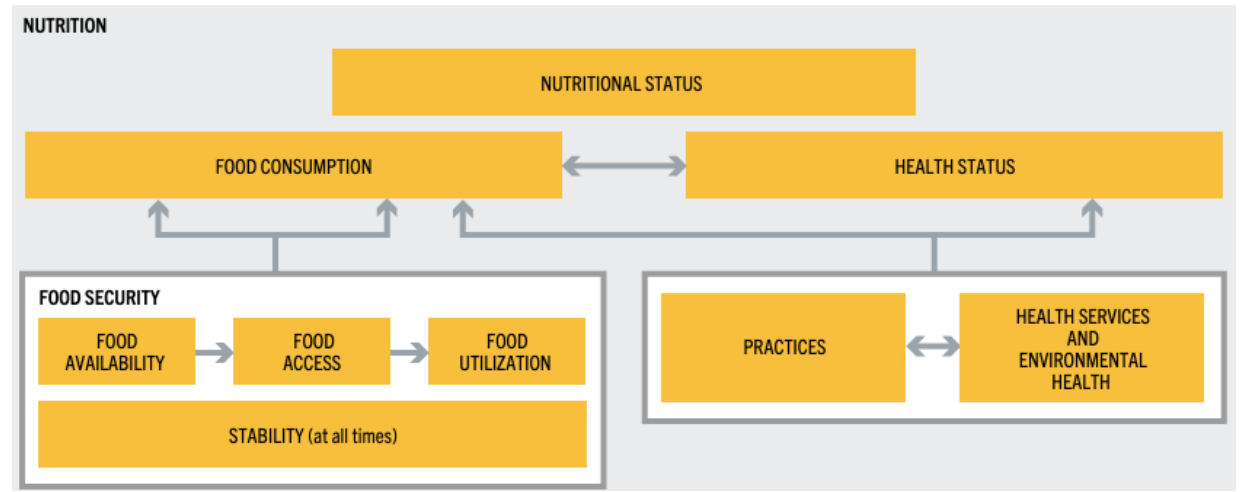 NUTRITION
NUTRITIONAL STATUS
FOOD CONSUMPTION
HEALTH STATUS
FOOD SECURITY
FOOD
AVAILABILITY
FOOD
ACCESS
FOOD
UTILIZATION
STABILITY (at all times)
PRACTICES
HEALTH SERVICES
AND
ENVIRONMENTAL
HEALTH